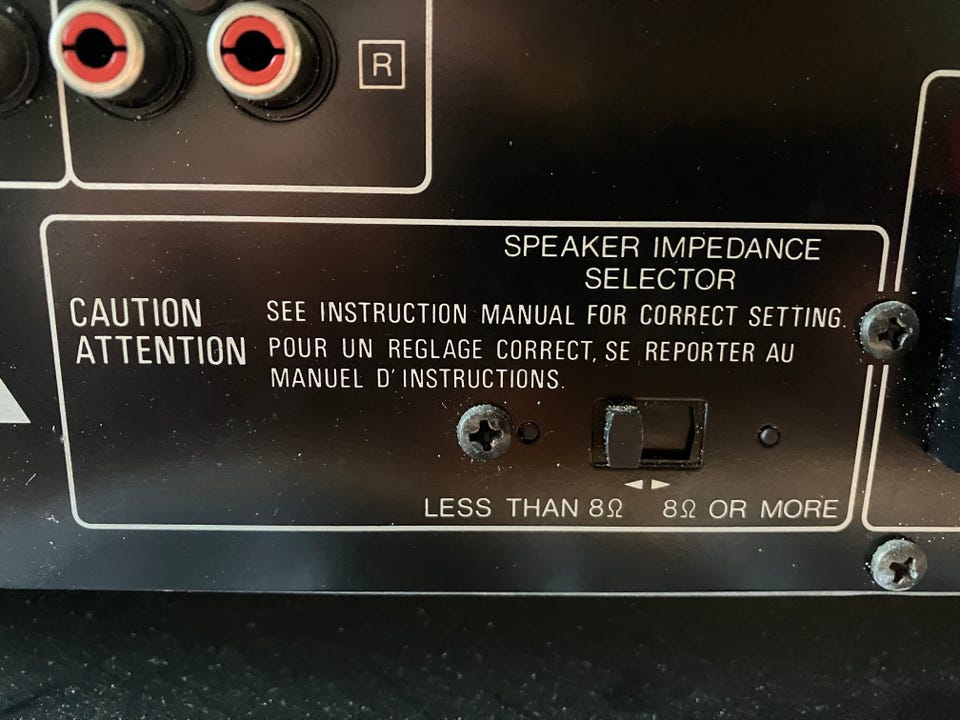 R
SPEAKER IMPEDANCE
SELECTOR
CAUTION SEE INSTRUCTION MANUAL FOR CORRECT SETTING.
ATTENTION POUR UN REGLAGE CORRECT, SE REPORTER AU
MANUEL D'INSTRUCTIONS.
LESS THAN 8Ω 8Ω OR MORE